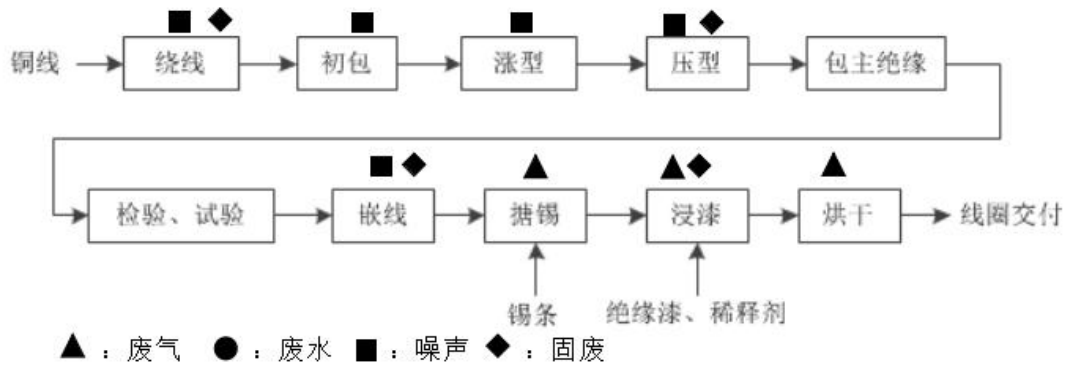 铜线 绕线 初包 涨型 压型 包主绝缘
检验、试验 嵌线 搪锡 浸漆 烘干 线圈交付
锡条 绝缘漆、稀释剂
▲：废气 ●：废水 ■：噪声 ◆：固废